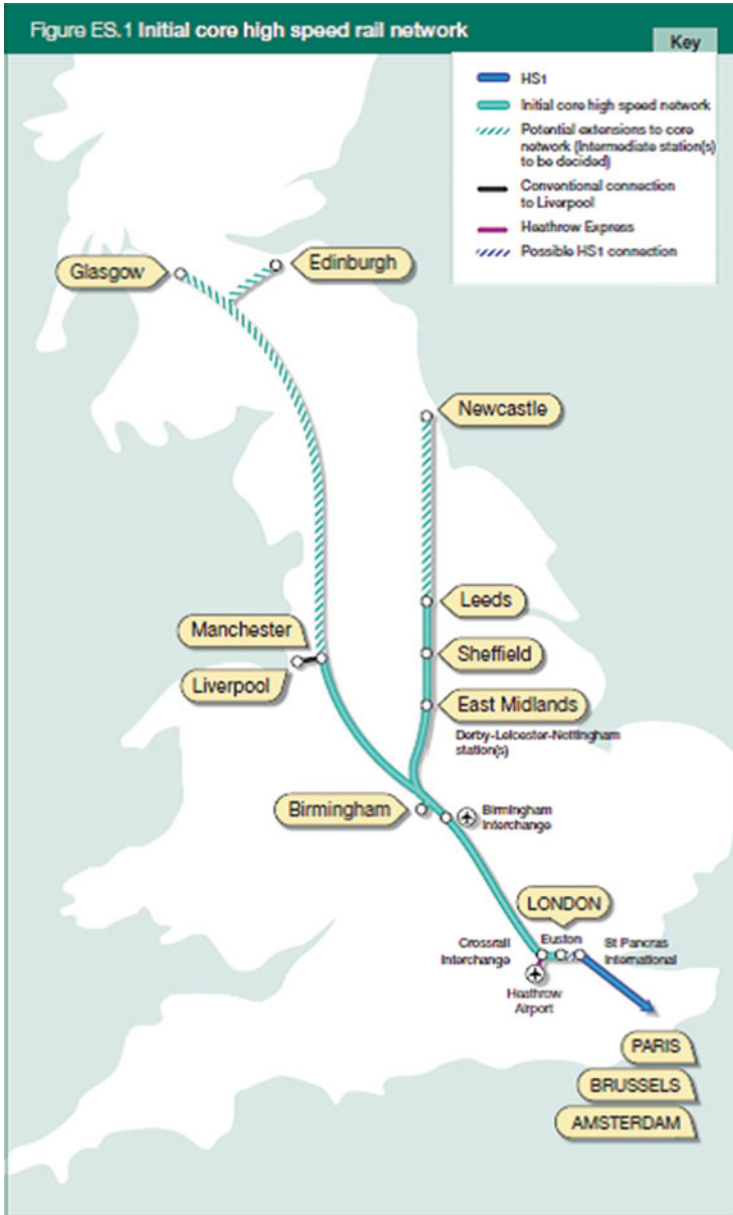 Figure ES.1 Initial core high speed rail network
Key
HS1
Initial core high speed network
Potential extensions to core
network (Intermediate station(s)
to be decided)
Conventional connection
to Liverpool
Heathrow Express
Possible HS1 connection
Glasgow
Edinburgh
Newcastle
Leeds
Manchester
Sheffield
Liverpool
East Midlands
Derby-Leicester-Nottingham
station(s)
Birmingham
Birmingham
Interchange
LONDON
Crossrail
Interchange
Euston
St Pancras
International
Heathrow
Airport
PARIS
BRUSSELS
AMSTERDAM